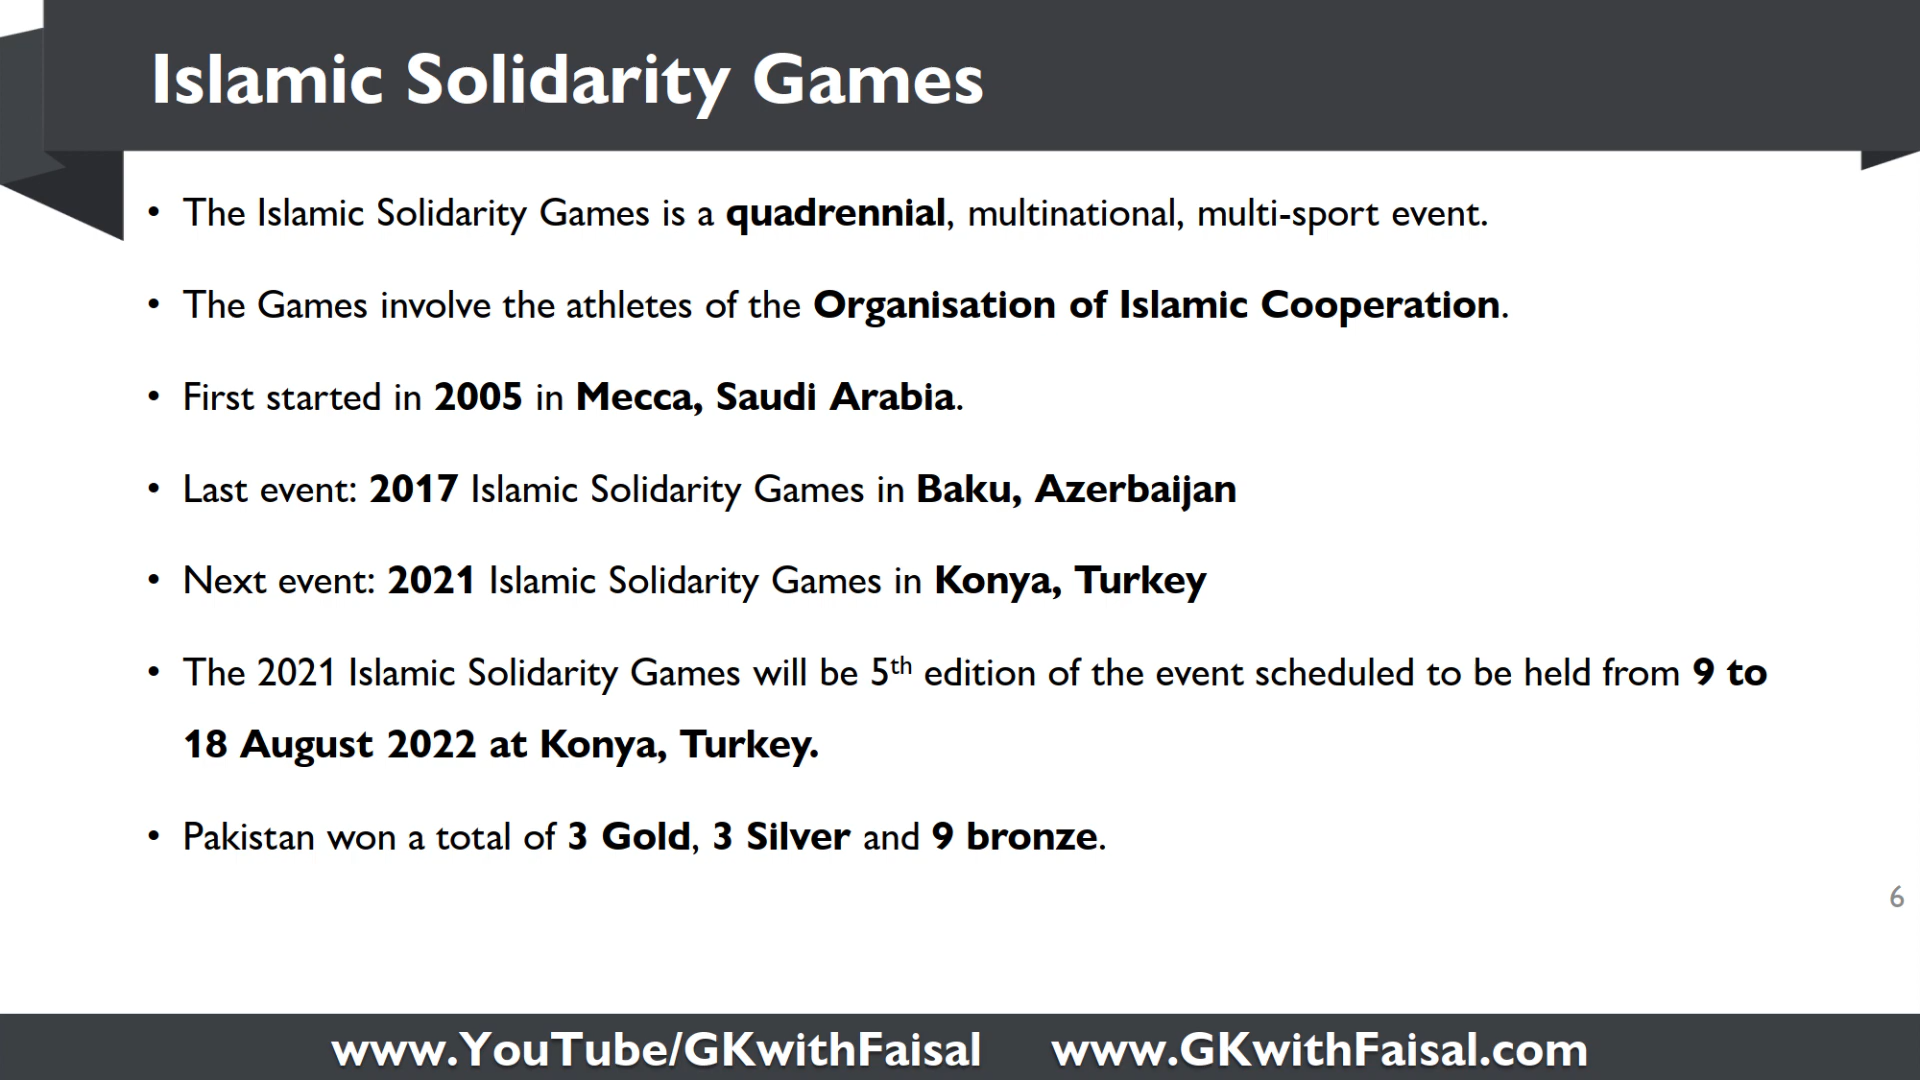 Islamic Solidarity Games
• The Islamic Solidarity Games is a quadrennial, multinational, multi-sport event.
• The Games involve the athletes of the Organisation of Islamic Cooperation.
• First started in 2005 in Mecca, Saudi Arabia.
• Last event: 2017 Islamic Solidarity Games in Baku, Azerbaijan
• Next event: 2021 Islamic Solidarity Games in Konya, Turkey
• The 2021 Islamic Solidarity Games will be 5th edition of the event scheduled to be held from 9 to
18 August 2022 at Konya, Turkey.
• Pakistan won a total of 3 Gold, 3 Silver and 9 bronze.
6
www.YouTube/GKwithFaisal www.GKwithFaisal.com